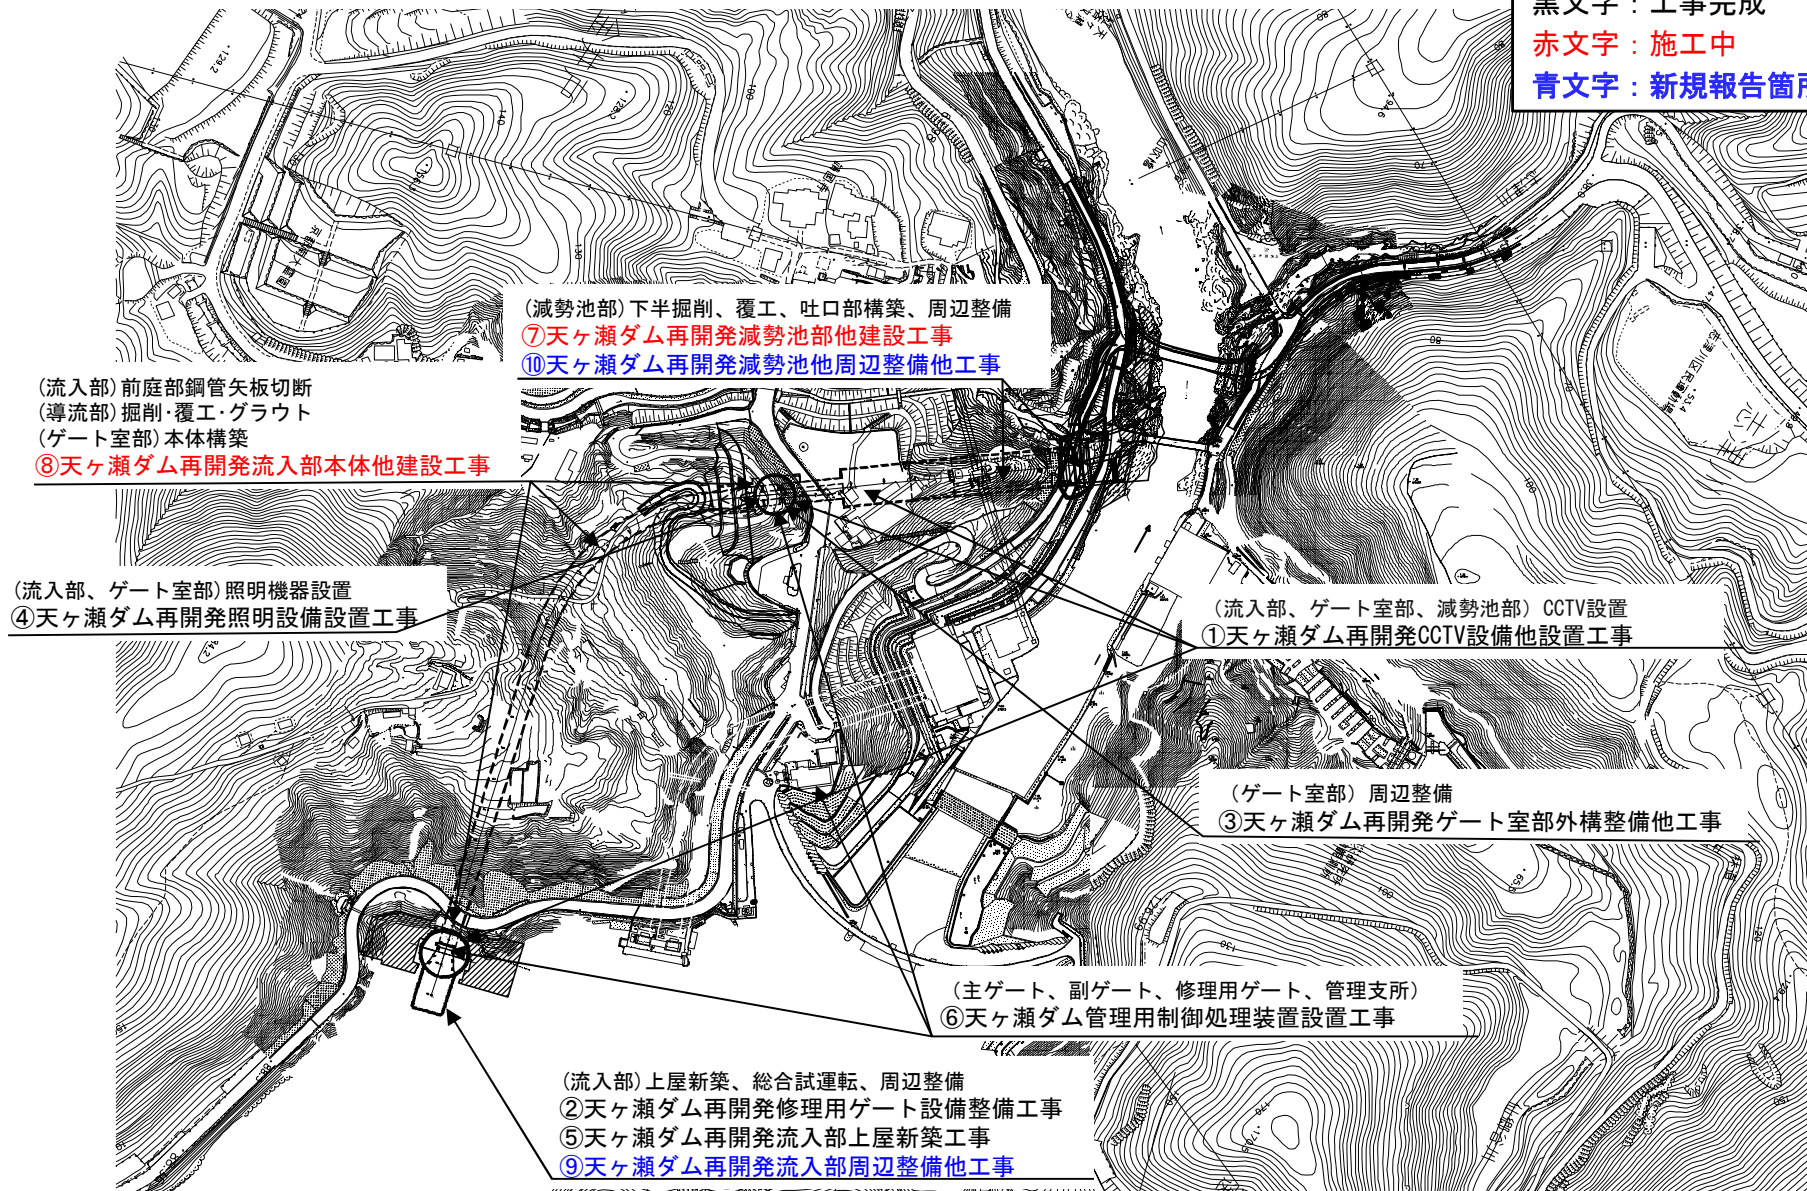 黒文字：工事完成
赤文字：施工中
青文字：新規報告箇所
(減勢池部)下半掘削、覆工、吐口部構築、周辺整備
⑦天ヶ瀬ダム再開発減勢池部他建設工事
⑩天ヶ瀬ダム再開発減勢池他周辺整備他工事
(流入部)前庭部鋼管矢板切断
(導流部)掘削･覆工･グラウト
(ゲート室部)本体構築
⑧天ヶ瀬ダム再開発流入部本体他建設工事
(流入部、ゲート室部)照明機器設置
④天ヶ瀬ダム再開発照明設備設置工事
(流入部、ゲート室部、減勢池部) CCTV設置
①天ヶ瀬ダム再開発CCTV設備他設置工事
(ゲート室部) 周辺整備
③天ヶ瀬ダム再開発ゲート室部外構整備他工事
(主ゲート、副ゲート、修理用ゲート、管理支所)
⑥天ヶ瀬ダム管理用制御処理装置設置工事
(流入部)上屋新築、総合試運転、周辺整備
②天ヶ瀬ダム再開発修理用ゲート設備整備工事
⑤天ヶ瀬ダム再開発流入部上屋新築工事
⑨天ヶ瀬ダム再開発流入部周辺整備他工事